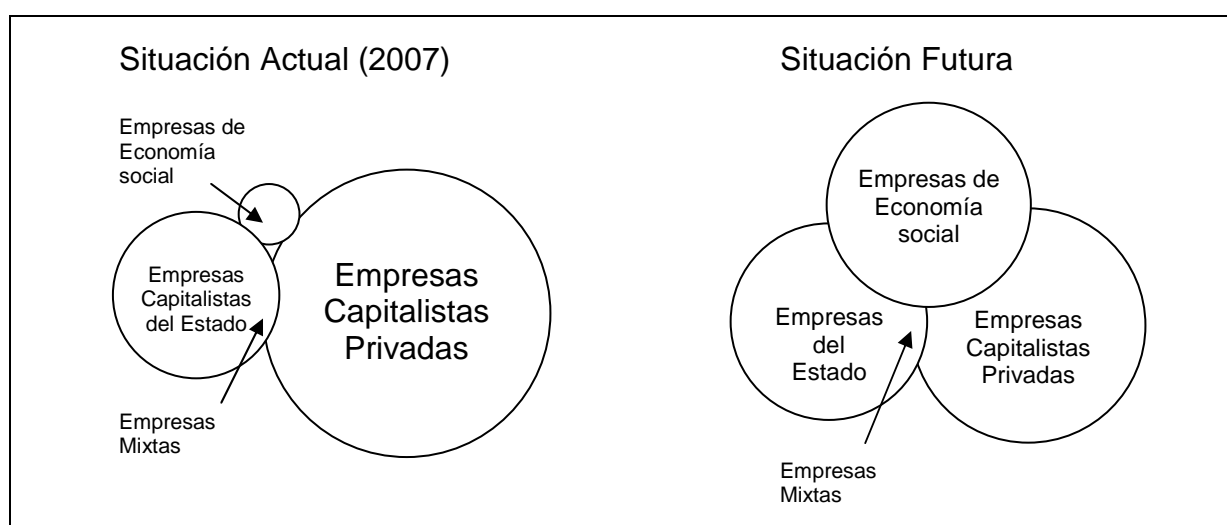 Situación Actual (2007)
Empresas de
Economía
social
Empresas
Capitalistas
del Estado
Empresas
Capitalistas
Privadas
Empresas
Mixtas
Situación Futura
Empresas de
Economía
social
Empresas
del
Estado
Empresas
Capitalistas
Privadas
Empresas
Mixtas